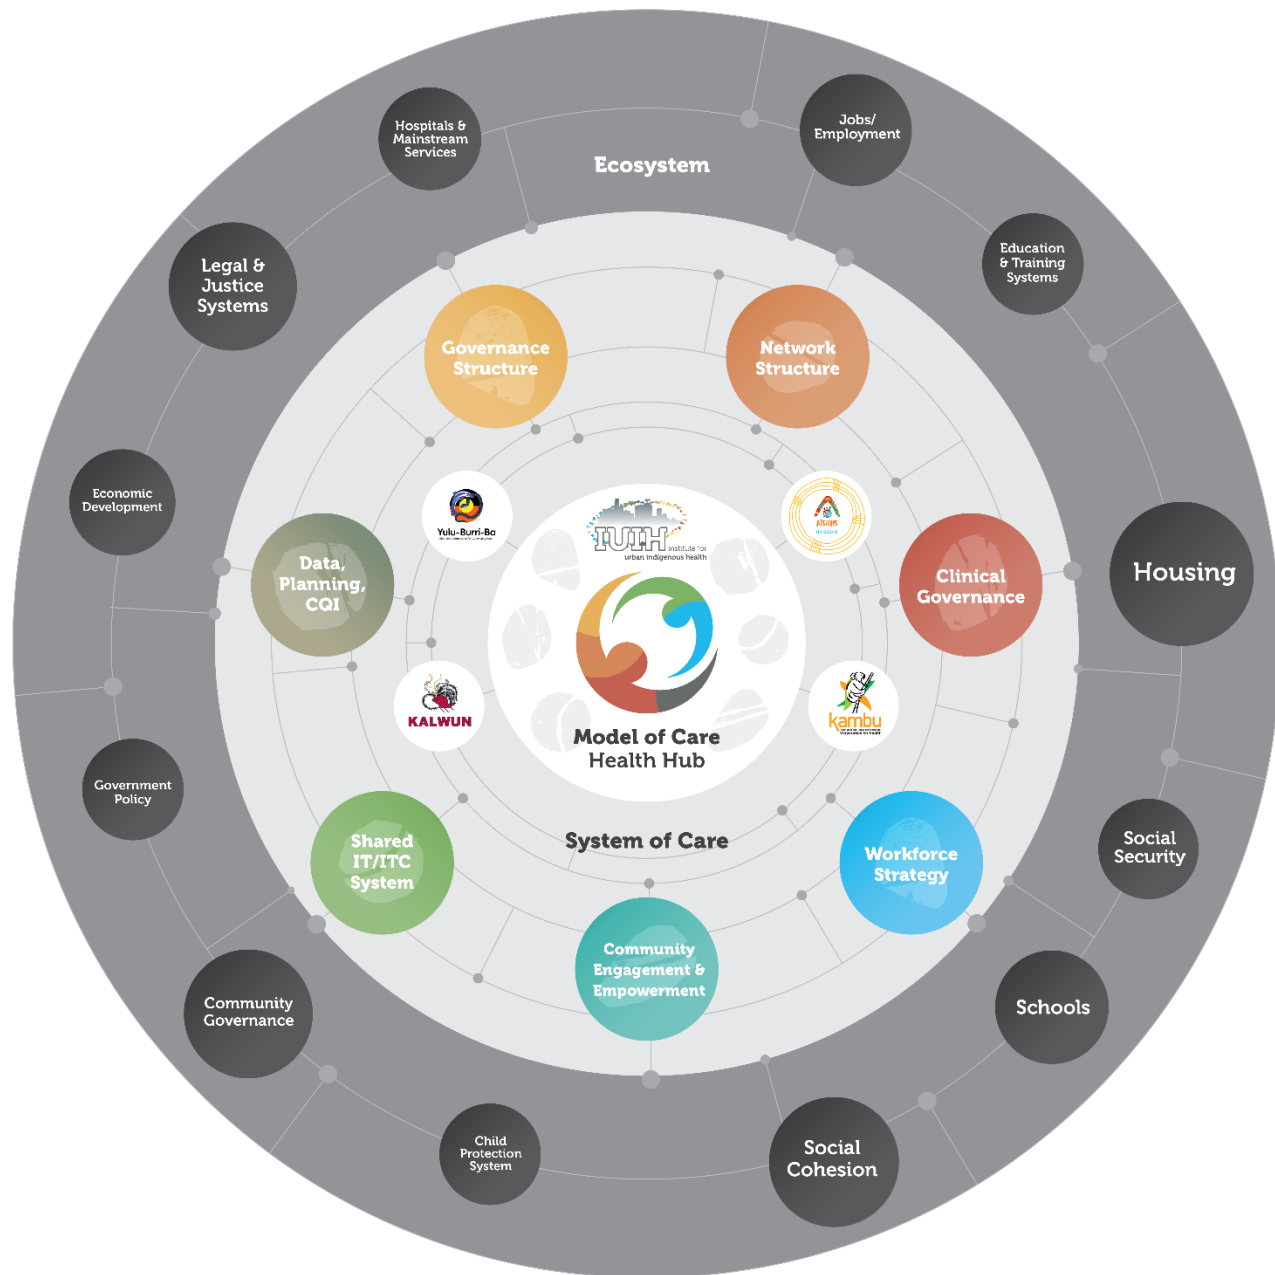 Hospitals &
Mainstream
Services
Jobs/
Employment
Ecosystem
Legal &
Justice
Systems
Education
& Training
Systems
Governance
Structure
Network
Structure
Economic
Development
Yulu-Burri-Ba
IUIH
institute for
urban indigenous health
ATSICHS
BRISBANE
Data,
Planning,
CQI
Clinical
Governance
Housing
KALWUN
kambu
Model of Care
Health Hub
Government
Policy
System of Care
Shared
IT/ITC
System
Workforce
Strategy
Social
Security
Community
Engagement &
Empowerment
Community
Governance
Schools
Child
Protection
System
Social
Cohesion